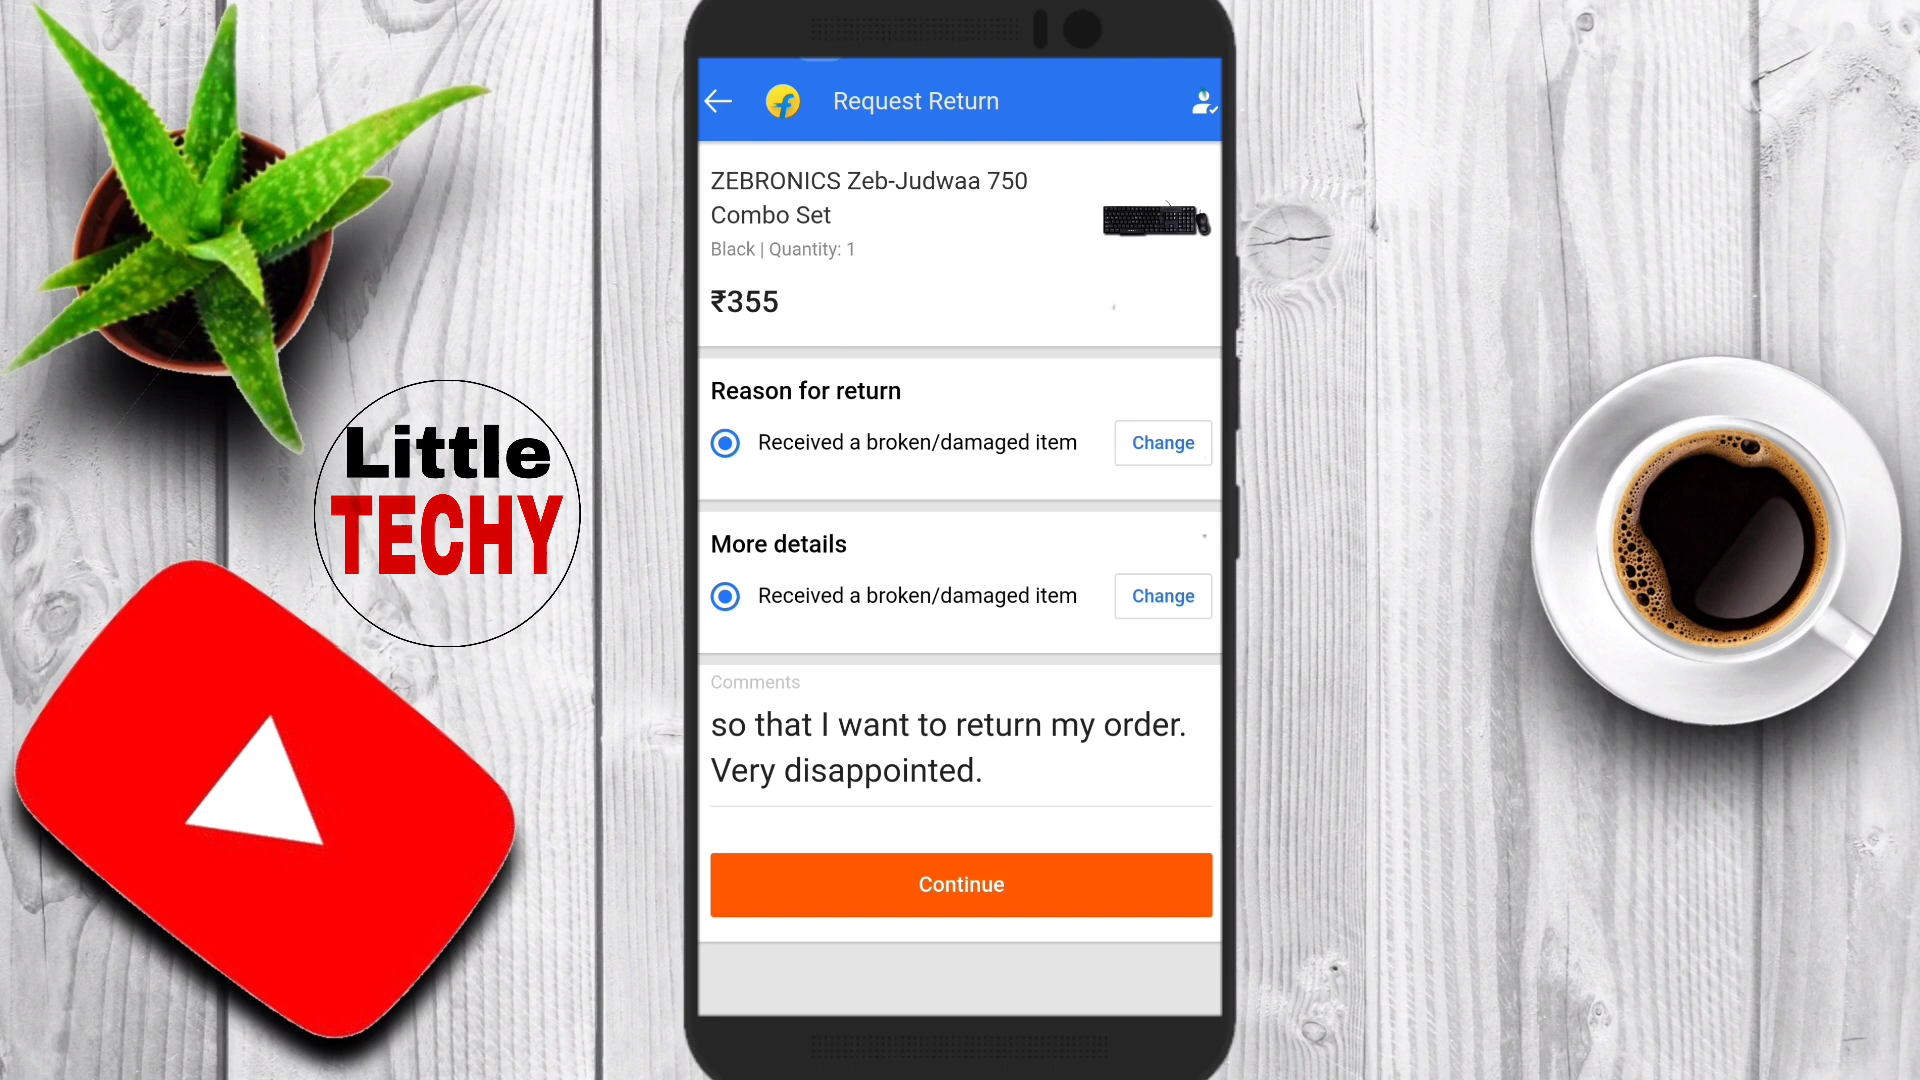 Request Return
ZEBRONICS Zeb-Judwaa 750
Combo Set
Black | Quantity: 1
₹355
Reason for return
Received a broken/damaged item
Change
More details
Received a broken/damaged item
Change
Comments
so that I want to return my order.
Very disappointed.
Continue
Little
TECHY